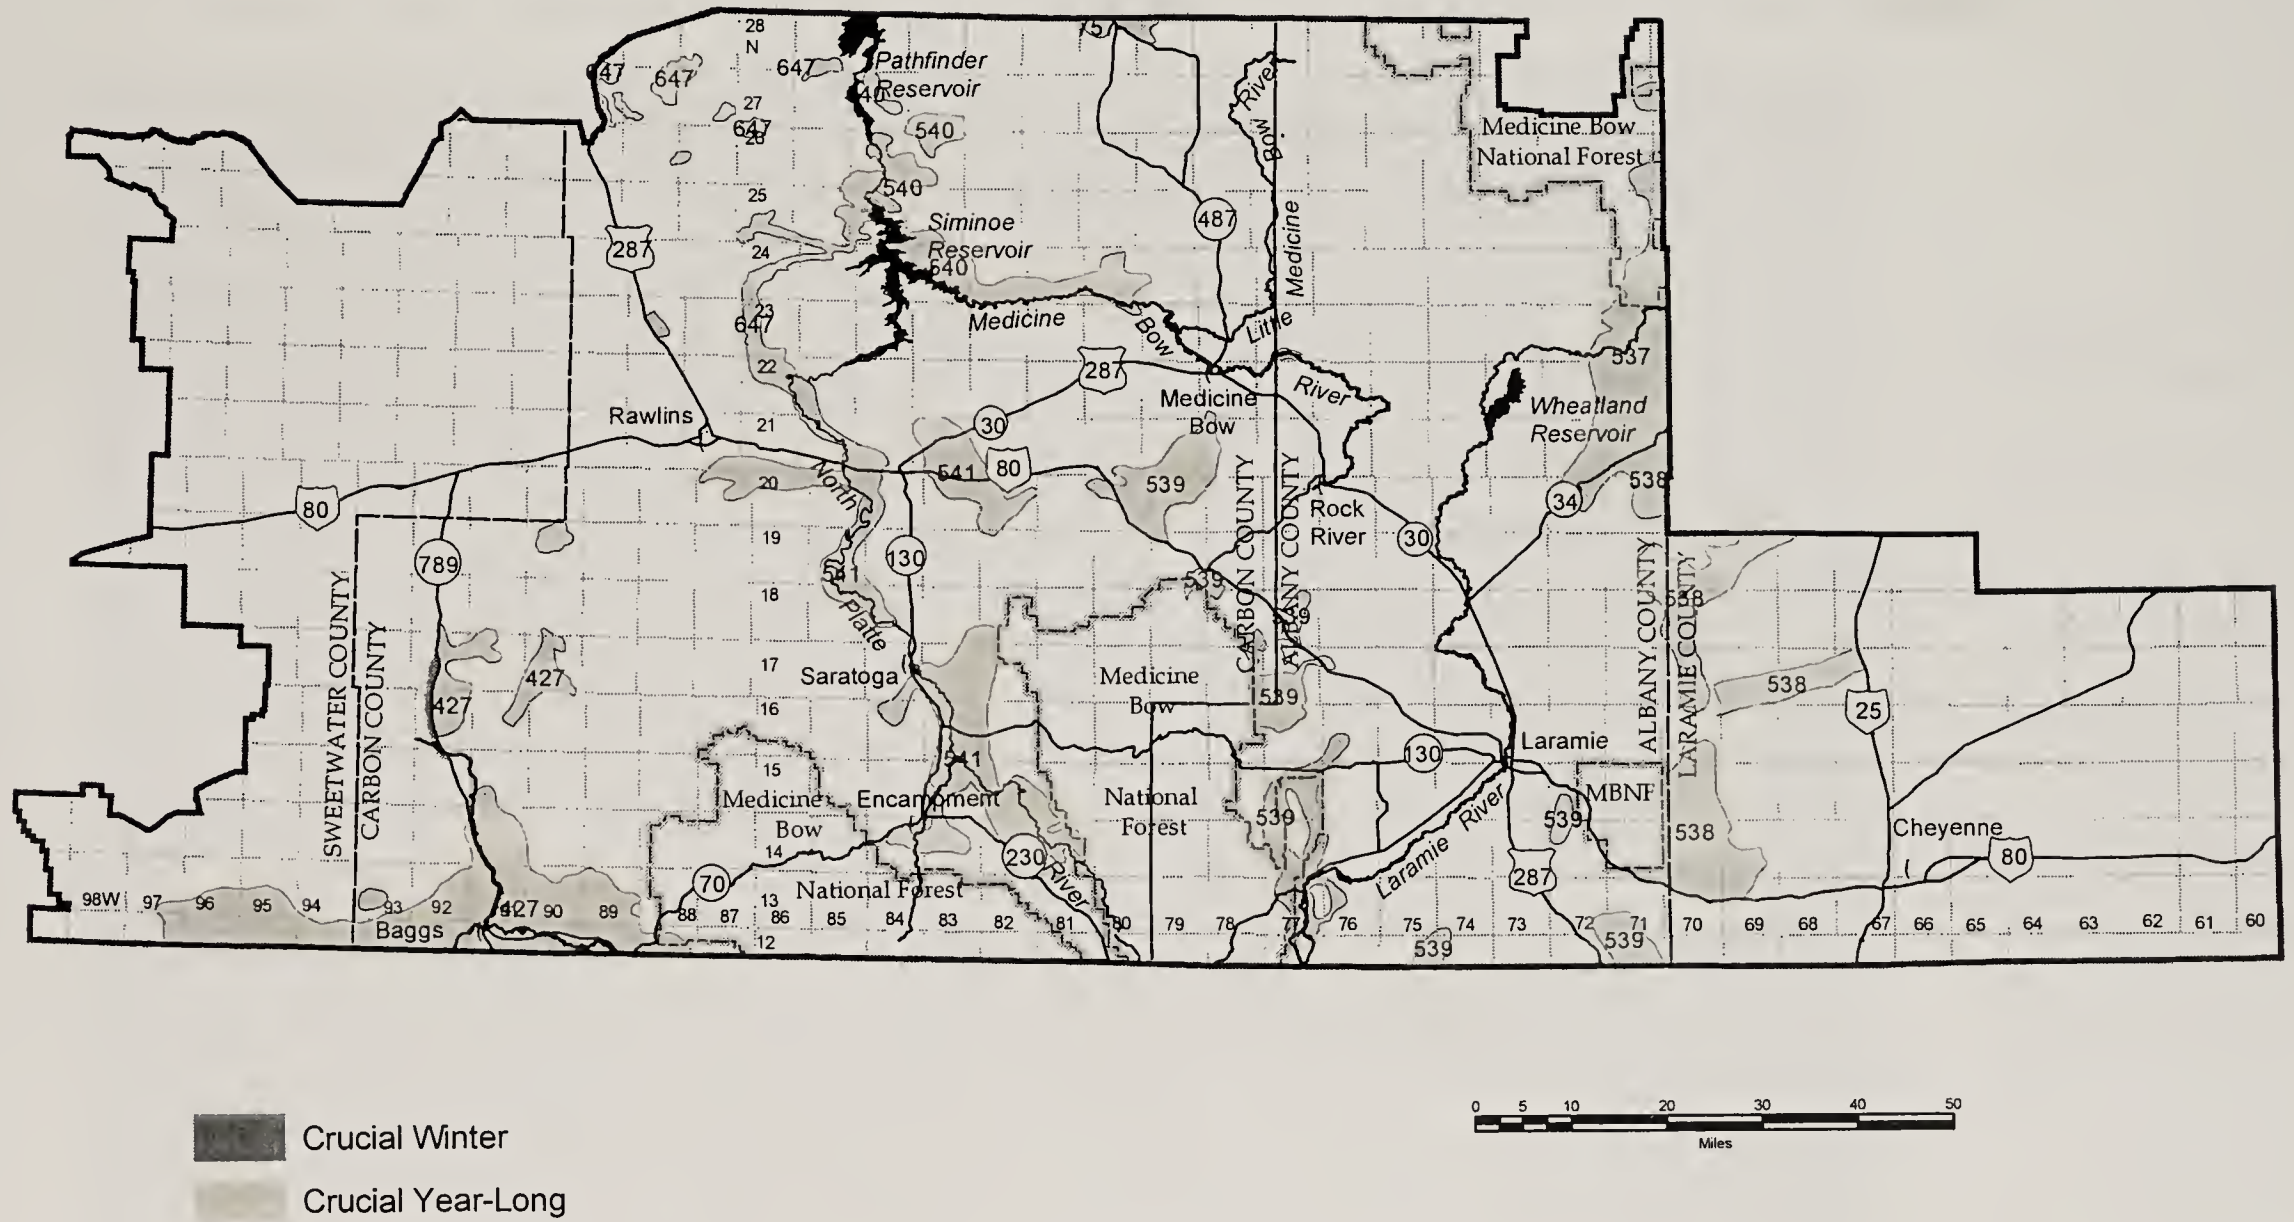 28
N
Pathfinder
Reservoir
647
647
647
27
647
26
540
540
25
Siminoe
Reservoir
24
540
23
647
22
287
487
River
Bow
Medicine
Little
Medicine
Bow
River
Medicine Bow
National Forest
537
Wheatland
Reservoir
538
34
287
30
Medicine
Bow
Rawlins
21
20
80
80
541
539
North
Platte
Rock
River
30
19
789
130
541
18
17
16
Saratoga
427
427
539
539
539
CARBON COUNTY
ALBANY COUNTY
SWEETWATER COUNTY
CARBON COUNTY
ALBANY COUNTY
LARAMIE COUNTY
538
538
25
Medicine
Bow
National
Forest
541
15
Medicine
Bow
14
Encampment
National Forest
13
12
70
230
River
130
Laramie
Laramie River
539
539
MBNF
538
Cheyenne
80
287
98W 97 96 95 94 93 92 90 89 88 87 86 85 84 83 82 81 80 79 78 77 76 75 74 73 72 71 70 69 68 67 66 65 64 63 62 61 60
427
Baggs
539
539
0 5 10 20 30 40 50
Miles
Crucial Winter
Crucial Year-Long